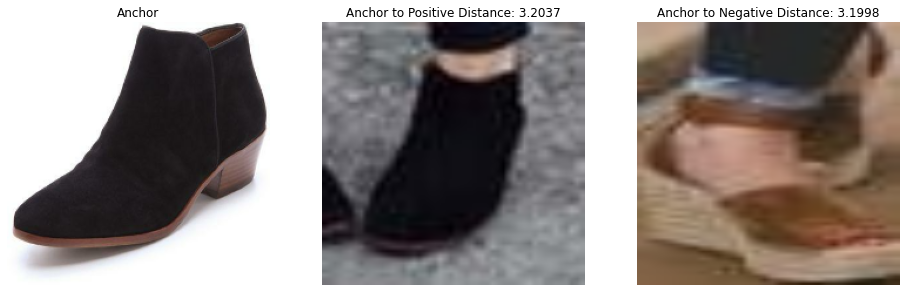 Anchor
Anchor to Positive Distance: 3.2037
Anchor to Negative Distance: 3.1998